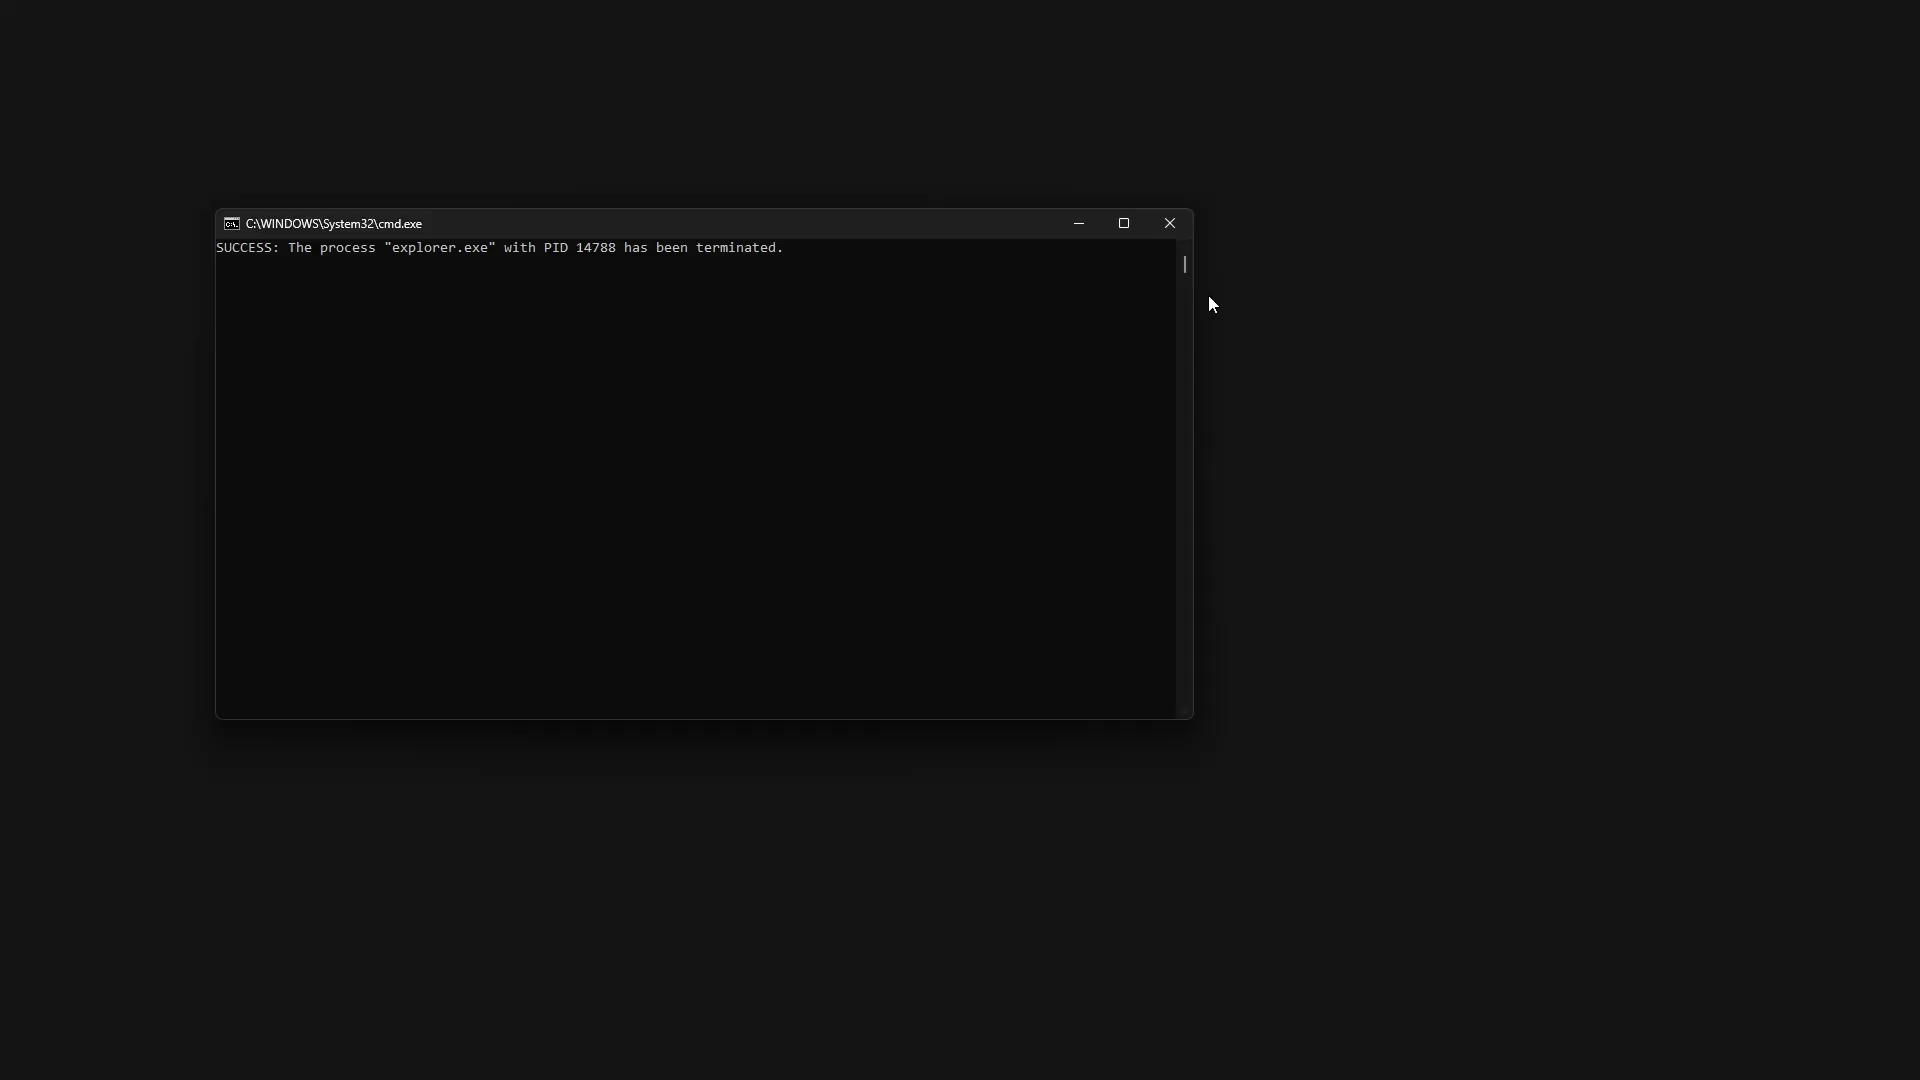 C:\WINDOWS\System32\cmd.exe
SUCCESS: The process "explorer.exe" with PID 14788 has been terminated.